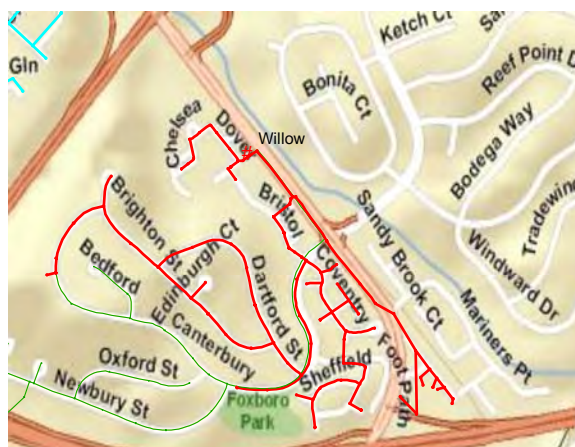 Ketch Ct
Sa
Gln
Bonita Ct
Reef Point D
Chelsea
Dover
Willow
Bodega Way
Tradewin
Brighton St
Bristol
Sandy Brook Ct
Windward Dr
Bedford
Edinburgh Ct
Dartford St
Coventry
Mariners Pt
Canterbury
Oxford St
Sheffield
Foot Path
Newbury St
Foxboro
Park